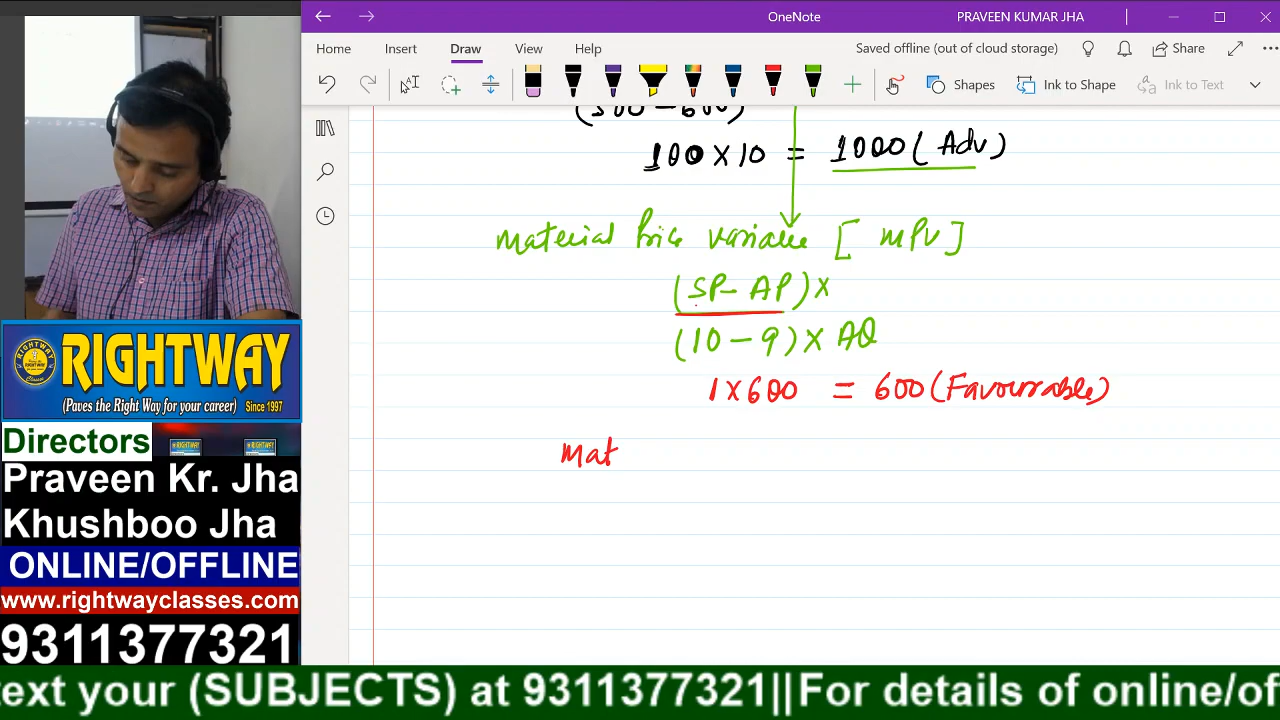 OneNote
PRAVEEN KUMAR JHA
Home Insert Draw View Help
Saved offline (out of cloud storage)
Share
Shapes
Ink to Shape
Ink to Text
(500 - 600)
100 × 10 = 1000 (Adv)
Material Price variance [MPV]
(SP - AP) ×
(10 - 9) × AQ
1 × 600 = 600 (Favourable)
Mat
RIGHTWAY
(Paves the Right Way for your career) Since 1997
Directors
Praveen Kr. Jha
Khushboo Jha
ONLINE/OFFLINE
www.rightwayclasses.com
9311377321
text your (SUBJECTS) at 9311377321||For details of online/of